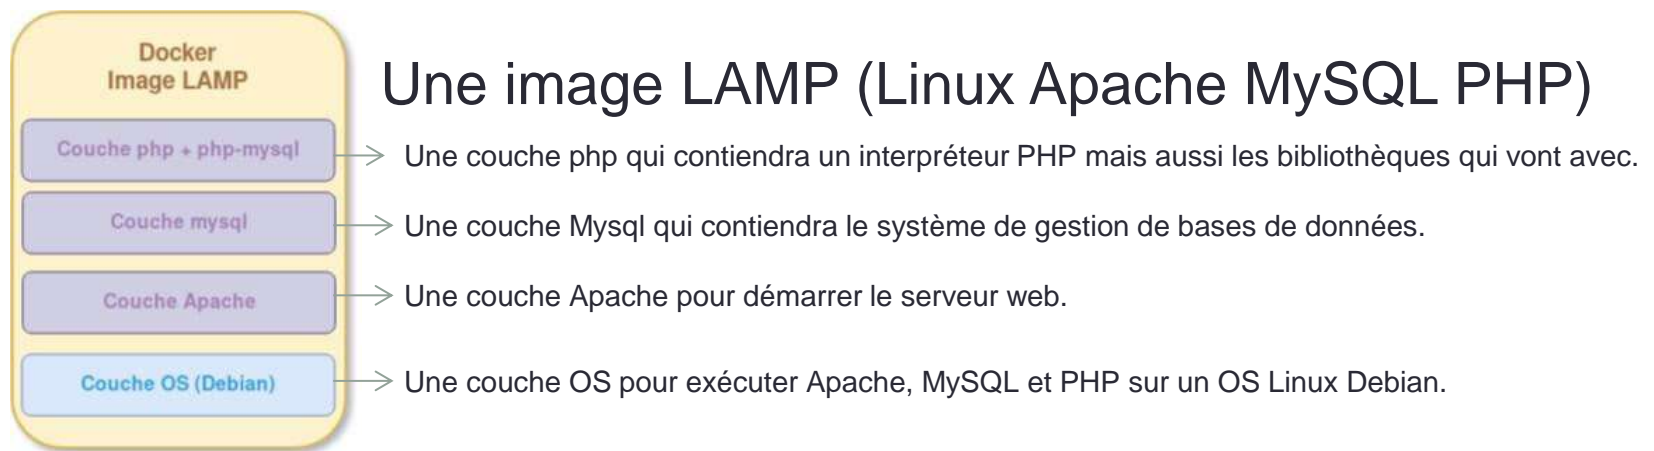 Docker
Image LAMP
Une image LAMP (Linux Apache MySQL PHP)
Couche php + php-mysql
Une couche php qui contiendra un interpréteur PHP mais aussi les bibliothèques qui vont avec.
Couche mysql
Une couche Mysql qui contiendra le système de gestion de bases de données.
Couche Apache
Une couche Apache pour démarrer le serveur web.
Couche OS (Debian)
Une couche OS pour exécuter Apache, MySQL et PHP sur un OS Linux Debian.